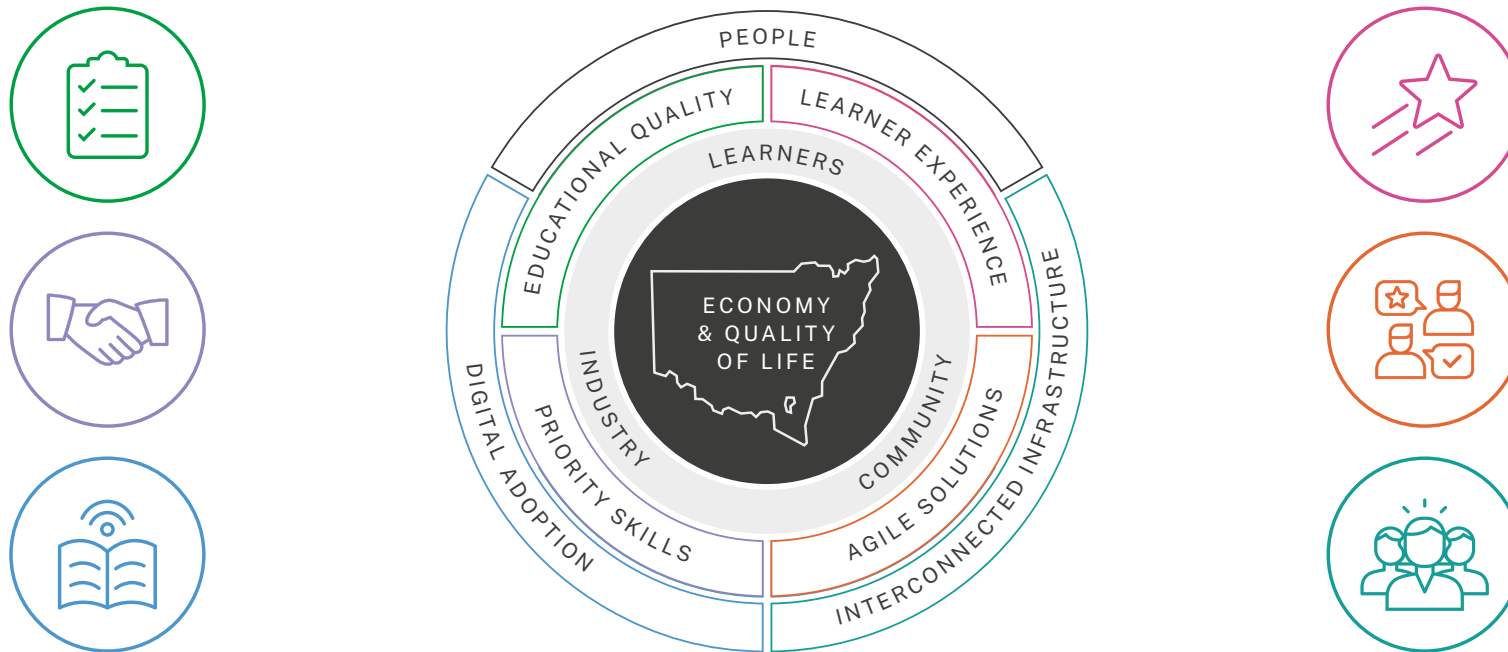 PEOPLE
EDUCATIONAL QUALITY
LEARNER EXPERIENCE
LEARNERS
ECONOMY
& QUALITY
OF LIFE
INDUSTRY
COMMUNITY
PRIORITY SKILLS
AGILE SOLUTIONS
DIGITAL ADOPTION
INTERCONNECTED INFRASTRUCTURE